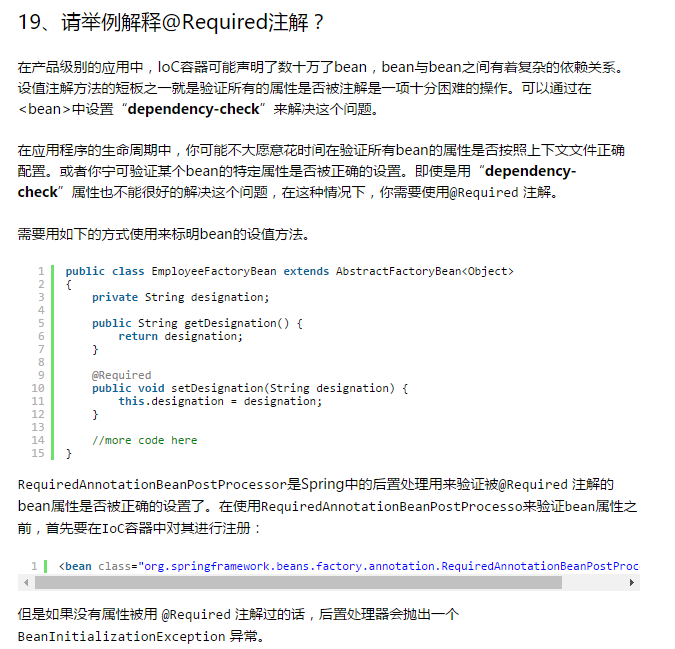 19、请举例解释@Required注解？
在产品级别的应用中，IoC容器可能声明了数十万了bean，bean与bean之间有着复杂的依赖关系。
设值注解方法的短板之一就是验证所有的属性是否被注解是一项十分困难的操作。可以通过在
<bean>中设置“dependency-check”来解决这个问题。
在应用程序的生命周期中，你可能不大愿意花时间在验证所有bean的属性是否按照上下文文件正确
配置。或者你宁可验证某个bean的特定属性是否被正确的设置。即使是用“dependency-
check”属性也不能很好的解决这个问题，在这种情况下，你需要使用@Required 注解。
需要用如下的方式使用来标明bean的设值方法。
1 public class EmployeeFactoryBean extends AbstractFactoryBean<Object>
2 {
3 private String designation;
4
5 public String getDesignation() {
6 return designation;
7 }
8
9 @Required
10 public void setDesignation(String designation) {
11 this.designation = designation;
12 }
13
14 //more code here
15 }
RequiredAnnotationBeanPostProcessor是Spring中的后置处理用来验证被@Required 注解的
bean属性是否被正确的设置了。在使用RequiredAnnotationBeanPostProcesso来验证bean属性之
前，首先要在IoC容器中对其进行注册：
1 <bean class="org.springframework.beans.factory.annotation.RequiredAnnotationBeanPostProc
但是如果没有属性被用 @Required 注解过的话，后置处理器会抛出一个
BeanInitializationException 异常。